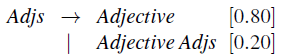 Adjs → Adjective [0.80]
| Adjective Adjs [0.20]